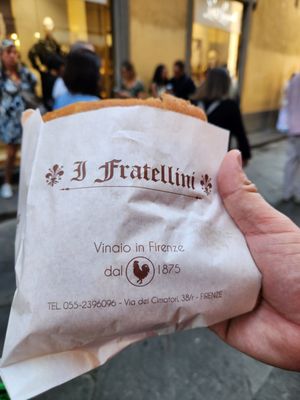 I Fratellini
Vinaio in Firenze
dal 1875
TEL 055-2396096 - Via dei Cimatori, 38/r - FIRENZE